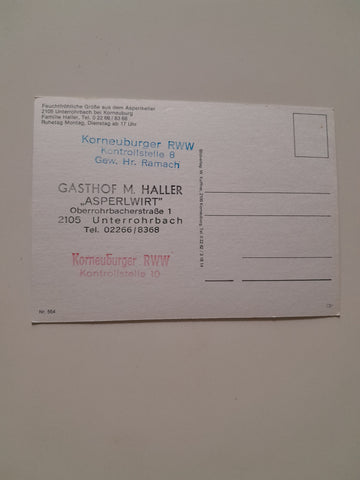 Feuchtfröhliche Grüße aus dem Asperlkeller
2105 Unterrohrbach bei Korneuburg
Familie Haller, Tel. 0 22 66 / 83 68
Ruhetag Montag, Dienstag ab 17 Uhr
Korneuburger RWW
Kontrollstelle 8
Gew. Hr. Ramach
GASTHOF M. HALLER
„ASPERLWIRT"
Oberrohrbacherstraße 1
2105 Unterrohrbach
Tel. 02266/8368
Korneuburger RWW
Kontrollstelle 10
Nr. 564
2100 Korneuburg